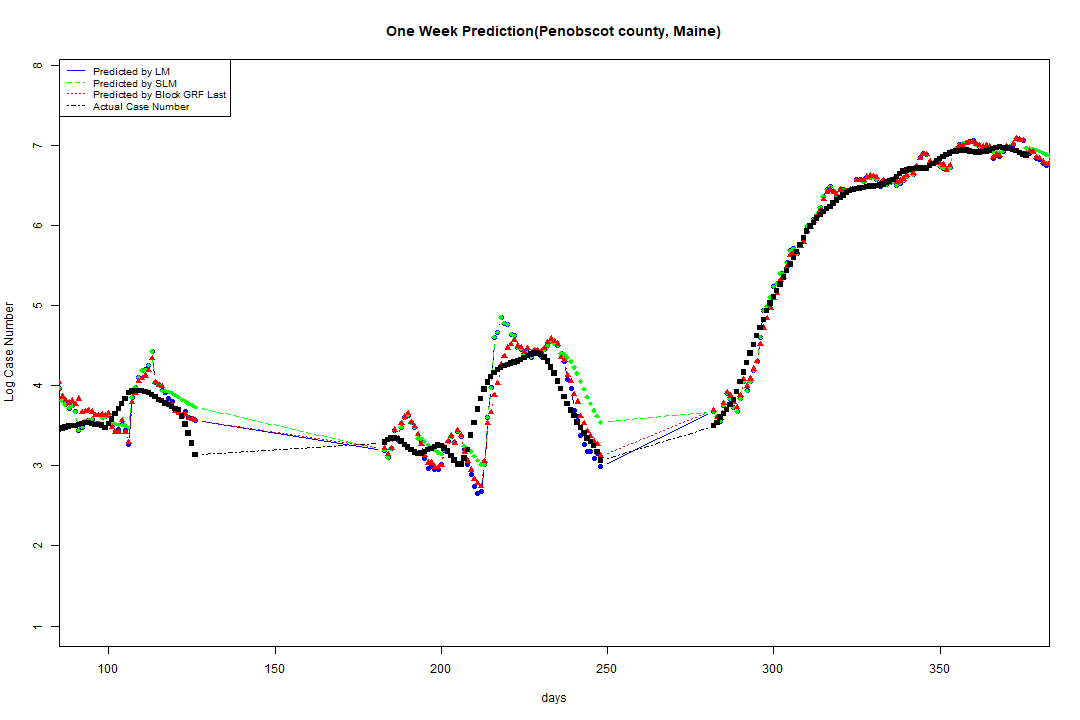 One Week Prediction(Penobscot county, Maine)
Predicted by LM
Predicted by SLM
Predicted by Block GRF Last
Actual Case Number
8
7
6
5
4
3
2
1
Log Case Number
100 150 200 250 300 350
days